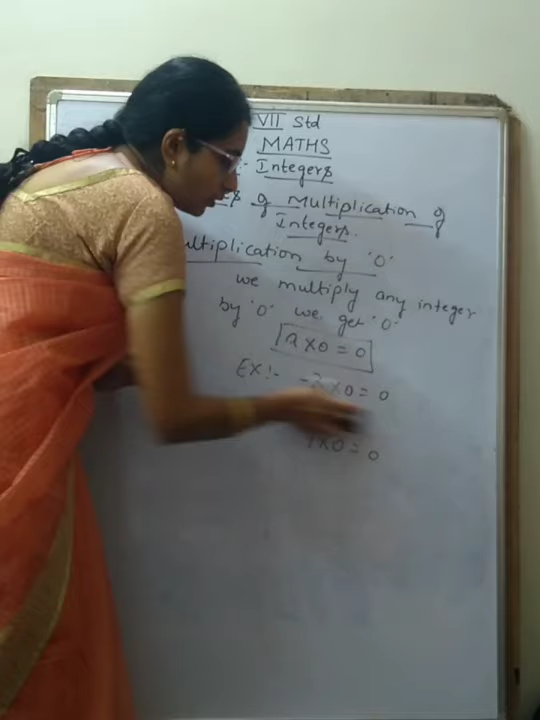 VII Std
MATHS
:- Integers
of Multiplication of
Integers.
ultiplication by '0'
we multiply any integer
by '0' we get '0'
a x 0 = 0
Ex:- -2 x 0 = 0
x 0 = 0